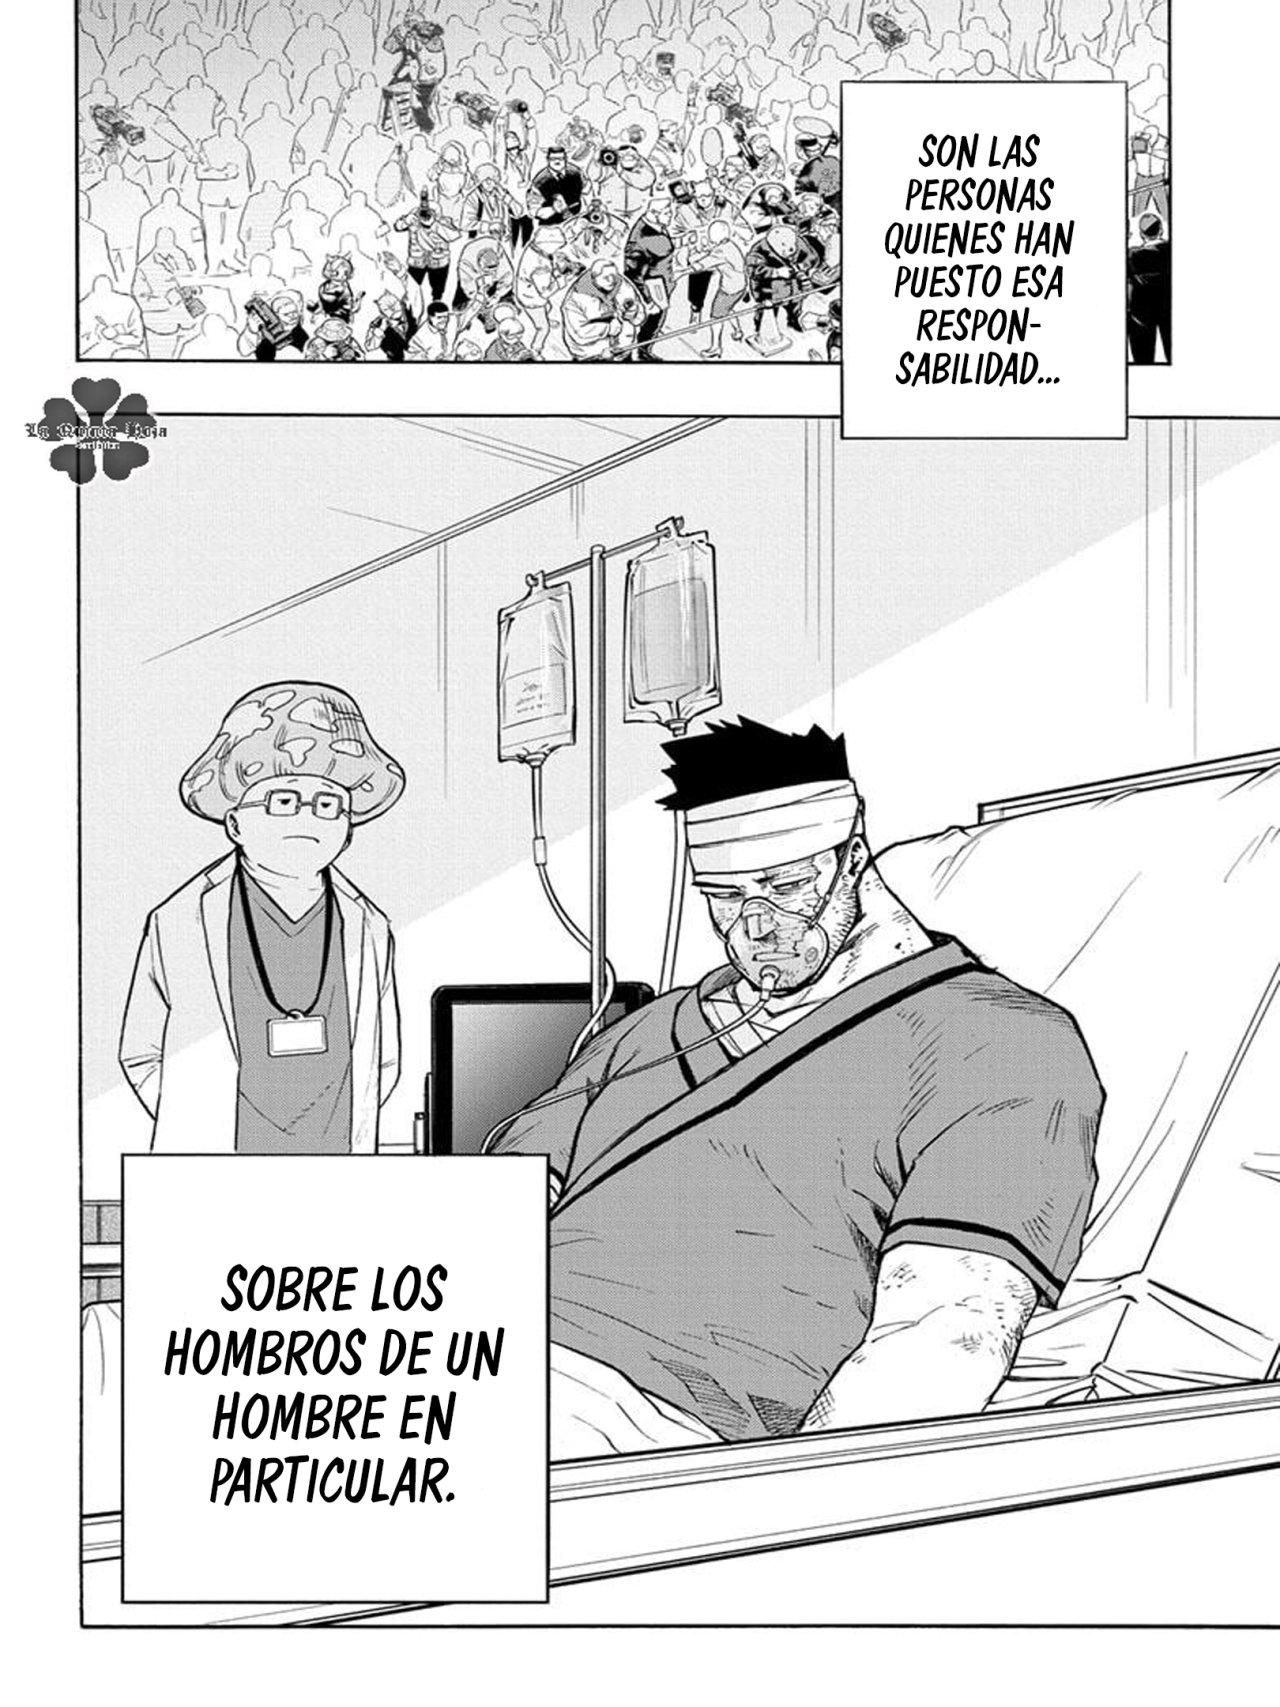 SON LAS
PERSONAS
QUIENES HAN
PUESTO ESA
RESPON-
SABILIDAD...
SOBRE LOS
HOMBROS DE UN
HOMBRE EN
PARTICULAR.